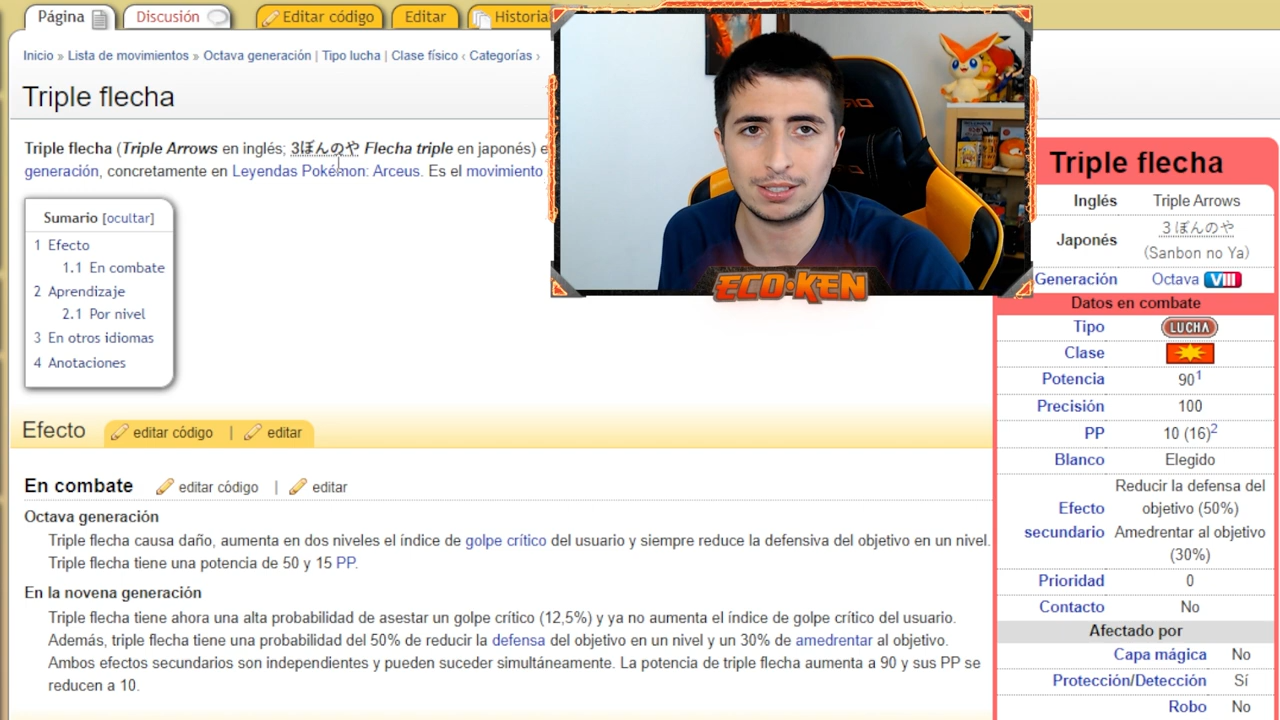 Página
Discusión
Editar código
Editar
Historia
Inicio » Lista de movimientos » Octava generación | Tipo lucha | Clase físico ‹ Categorías ›
Triple flecha
Triple flecha (Triple Arrows en inglés; 3ぼんのや Flecha triple en japonés) e
generación, concretamente en Leyendas Pokémon: Arceus. Es el movimiento
Sumario [ocultar]
1 Efecto
1.1 En combate
2 Aprendizaje
2.1 Por nivel
3 En otros idiomas
4 Anotaciones
ECO·KEN
Efecto
editar código | editar
En combate editar código | editar
Octava generación
Triple flecha causa daño, aumenta en dos niveles el índice de golpe crítico del usuario y siempre reduce la defensiva del objetivo en un nivel.
Triple flecha tiene una potencia de 50 y 15 PP.
En la novena generación
Triple flecha tiene ahora una alta probabilidad de asestar un golpe crítico (12,5%) y ya no aumenta el índice de golpe crítico del usuario.
Además, triple flecha tiene una probabilidad del 50% de reducir la defensa del objetivo en un nivel y un 30% de amedrentar al objetivo.
Ambos efectos secundarios son independientes y pueden suceder simultáneamente. La potencia de triple flecha aumenta a 90 y sus PP se
reducen a 10.
Triple flecha
Inglés Triple Arrows
Japonés 3ぼんのや
(Sanbon no Ya)
Generación Octava VIII
Datos en combate
Tipo LUCHA
Clase
Potencia 90¹
Precisión 100
PP 10 (16)²
Blanco Elegido
Efecto secundario Reducir la defensa del
objetivo (50%)
Amedrentar al objetivo
(30%)
Prioridad 0
Contacto No
Afectado por
Capa mágica No
Protección/Detección Sí
Robo No